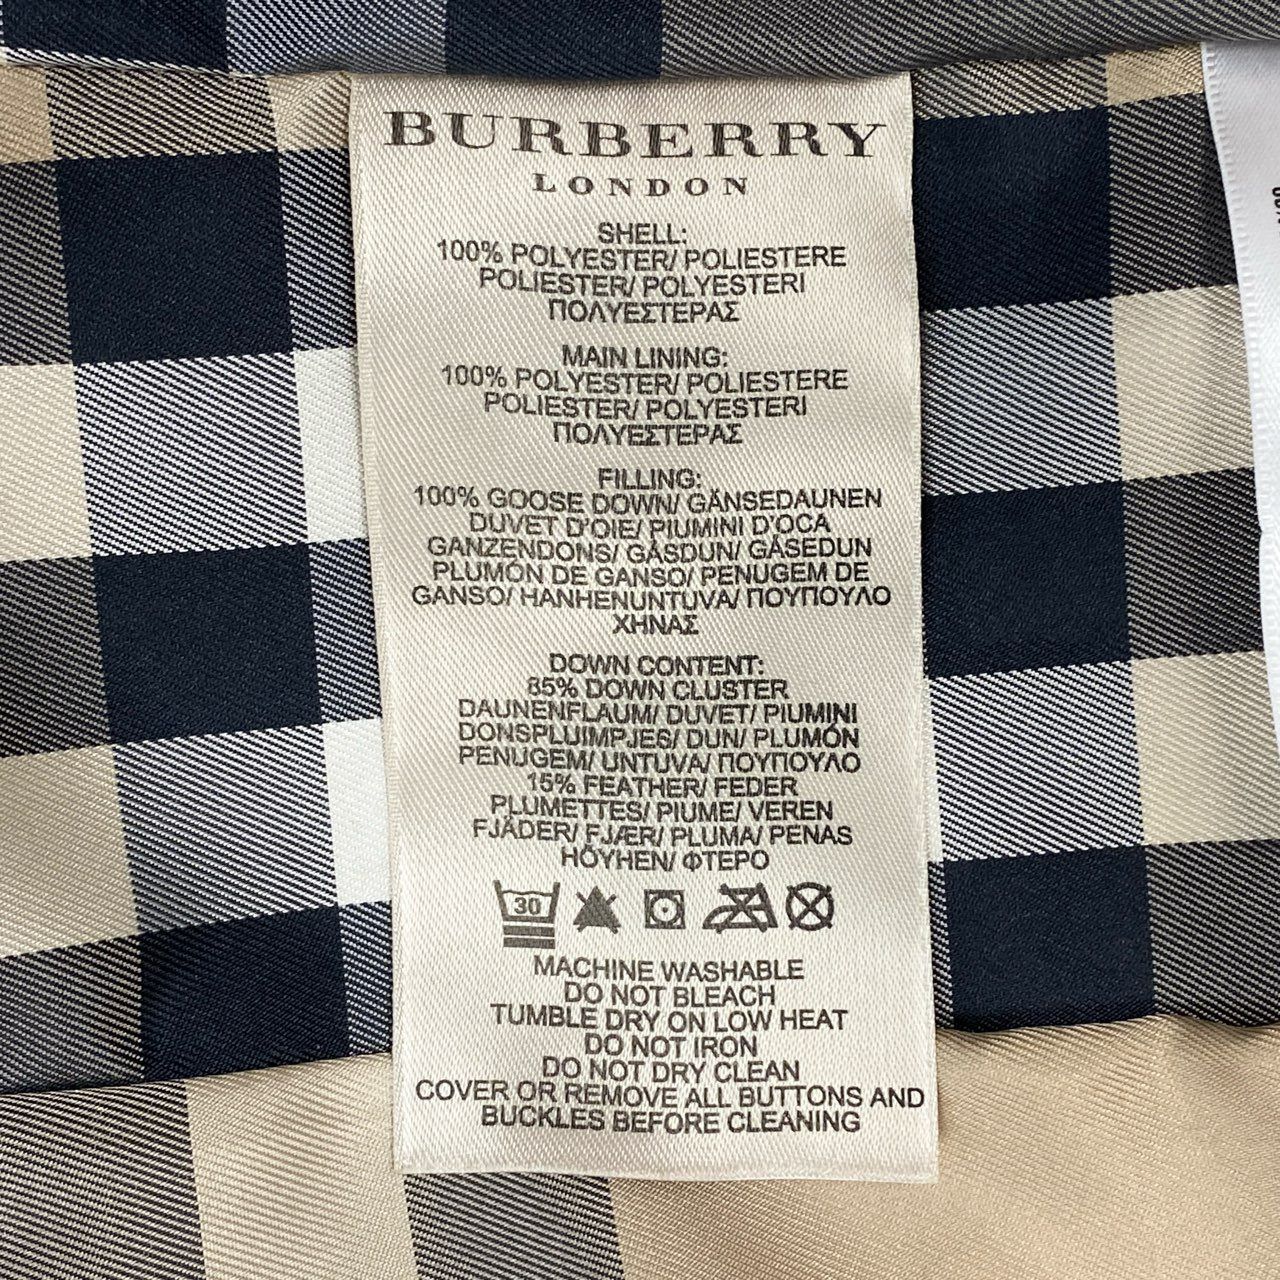 BURBERRY
LONDON
SHELL:
100% POLYESTER/ POLIESTERE
POLIESTER/ POLYESTERI
ΠΟΛΥΕΣΤΕΡΑΣ
MAIN LINING:
100% POLYESTER/ POLIESTERE
POLIESTER/ POLYESTERI
ΠΟΛΥΕΣΤΕΡΑΣ
FILLING:
100% GOOSE DOWN/ GÄNSEDAUNEN
DUVET D'OIE/ PIUMINI D'OCA
GANZENDONS/ GÅSDUN/ GÅSEDUN
PLUMÓN DE GANSO/ PENUGEM DE
GANSO/ HANHENUNTUVA/ ΠΟΥΠΟΥΛΟ
ΧΗΝΑΣ
DOWN CONTENT:
85% DOWN CLUSTER
DAUNENFLAUM/ DUVET/ PIUMINI
DONSPLUIMPJES/ DUN/ PLUMÓN
PENUGEM/ UNTUVA/ ΠΟΥΠΟΥΛΟ
15% FEATHER/ FEDER
PLUMETTES/ PIUME/ VEREN
FJÄDER/ FJÆR/ PLUMA/ PENAS
HÖYHEN/ ΦΤΕΡΟ
30
MACHINE WASHABLE
DO NOT BLEACH
TUMBLE DRY ON LOW HEAT
DO NOT IRON
DO NOT DRY CLEAN
COVER OR REMOVE ALL BUTTONS AND
BUCKLES BEFORE CLEANING